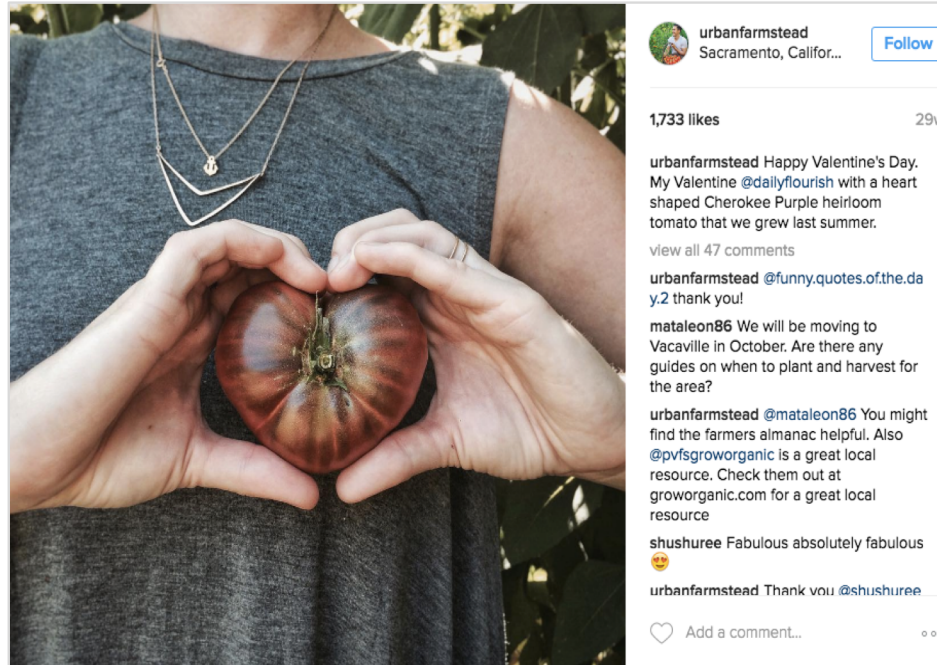 urbanfarmstead
Sacramento, Califor...
Follow
1,733 likes
29w
urbanfarmstead Happy Valentine's Day.
My Valentine @dailyflourish with a heart
shaped Cherokee Purple heirloom
tomato that we grew last summer.
view all 47 comments
urbanfarmstead @funny.quotes.of.the.da
y.2 thank you!
mataleon86 We will be moving to
Vacaville in October. Are there any
guides on when to plant and harvest for
the area?
urbanfarmstead @mataleon86 You might
find the farmers almanac helpful. Also
@pvfsgroworganic is a great local
resource. Check them out at
groworganic.com for a great local
resource
shushuree Fabulous absolutely fabulous
😍
urbanfarmstead Thank you @shushuree
Add a comment...